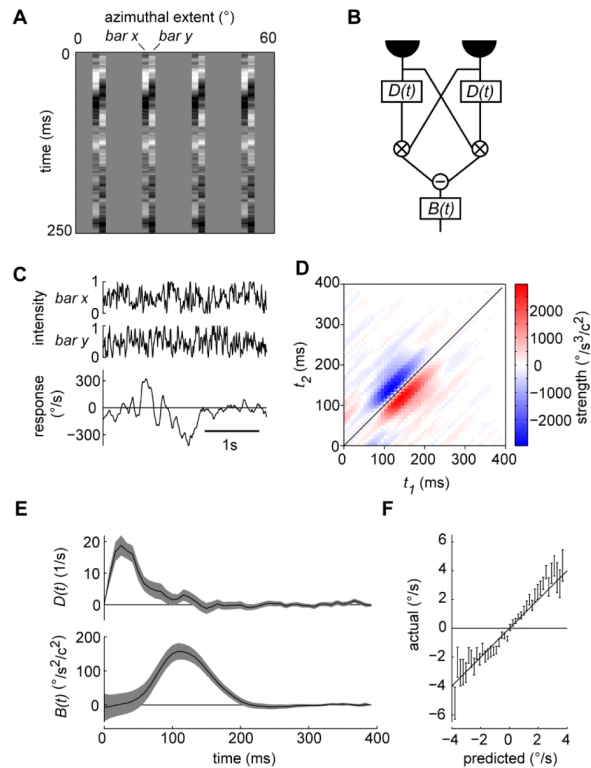 A
azimuthal extent (°)
0 bar x bar y 60
0
time (ms)
250
B
D(t) D(t)
B(t)
C
1
bar x
0
intensity
1
bar y
0
300
0
−300
response (°/s)
1s
D
400
300
200
100
0
t2 (ms)
0 100 200 300 400
t1 (ms)
2000
1000
0
−1000
−2000
strength (°/s³/c²)
E
20
10
0
D(t) (1/s)
200
100
0
B(t) (°/s²/c²)
0 100 200 300 400
time (ms)
F
6
4
2
0
−2
−4
−6
actual (°/s)
−4 −2 0 2 4
predicted (°/s)